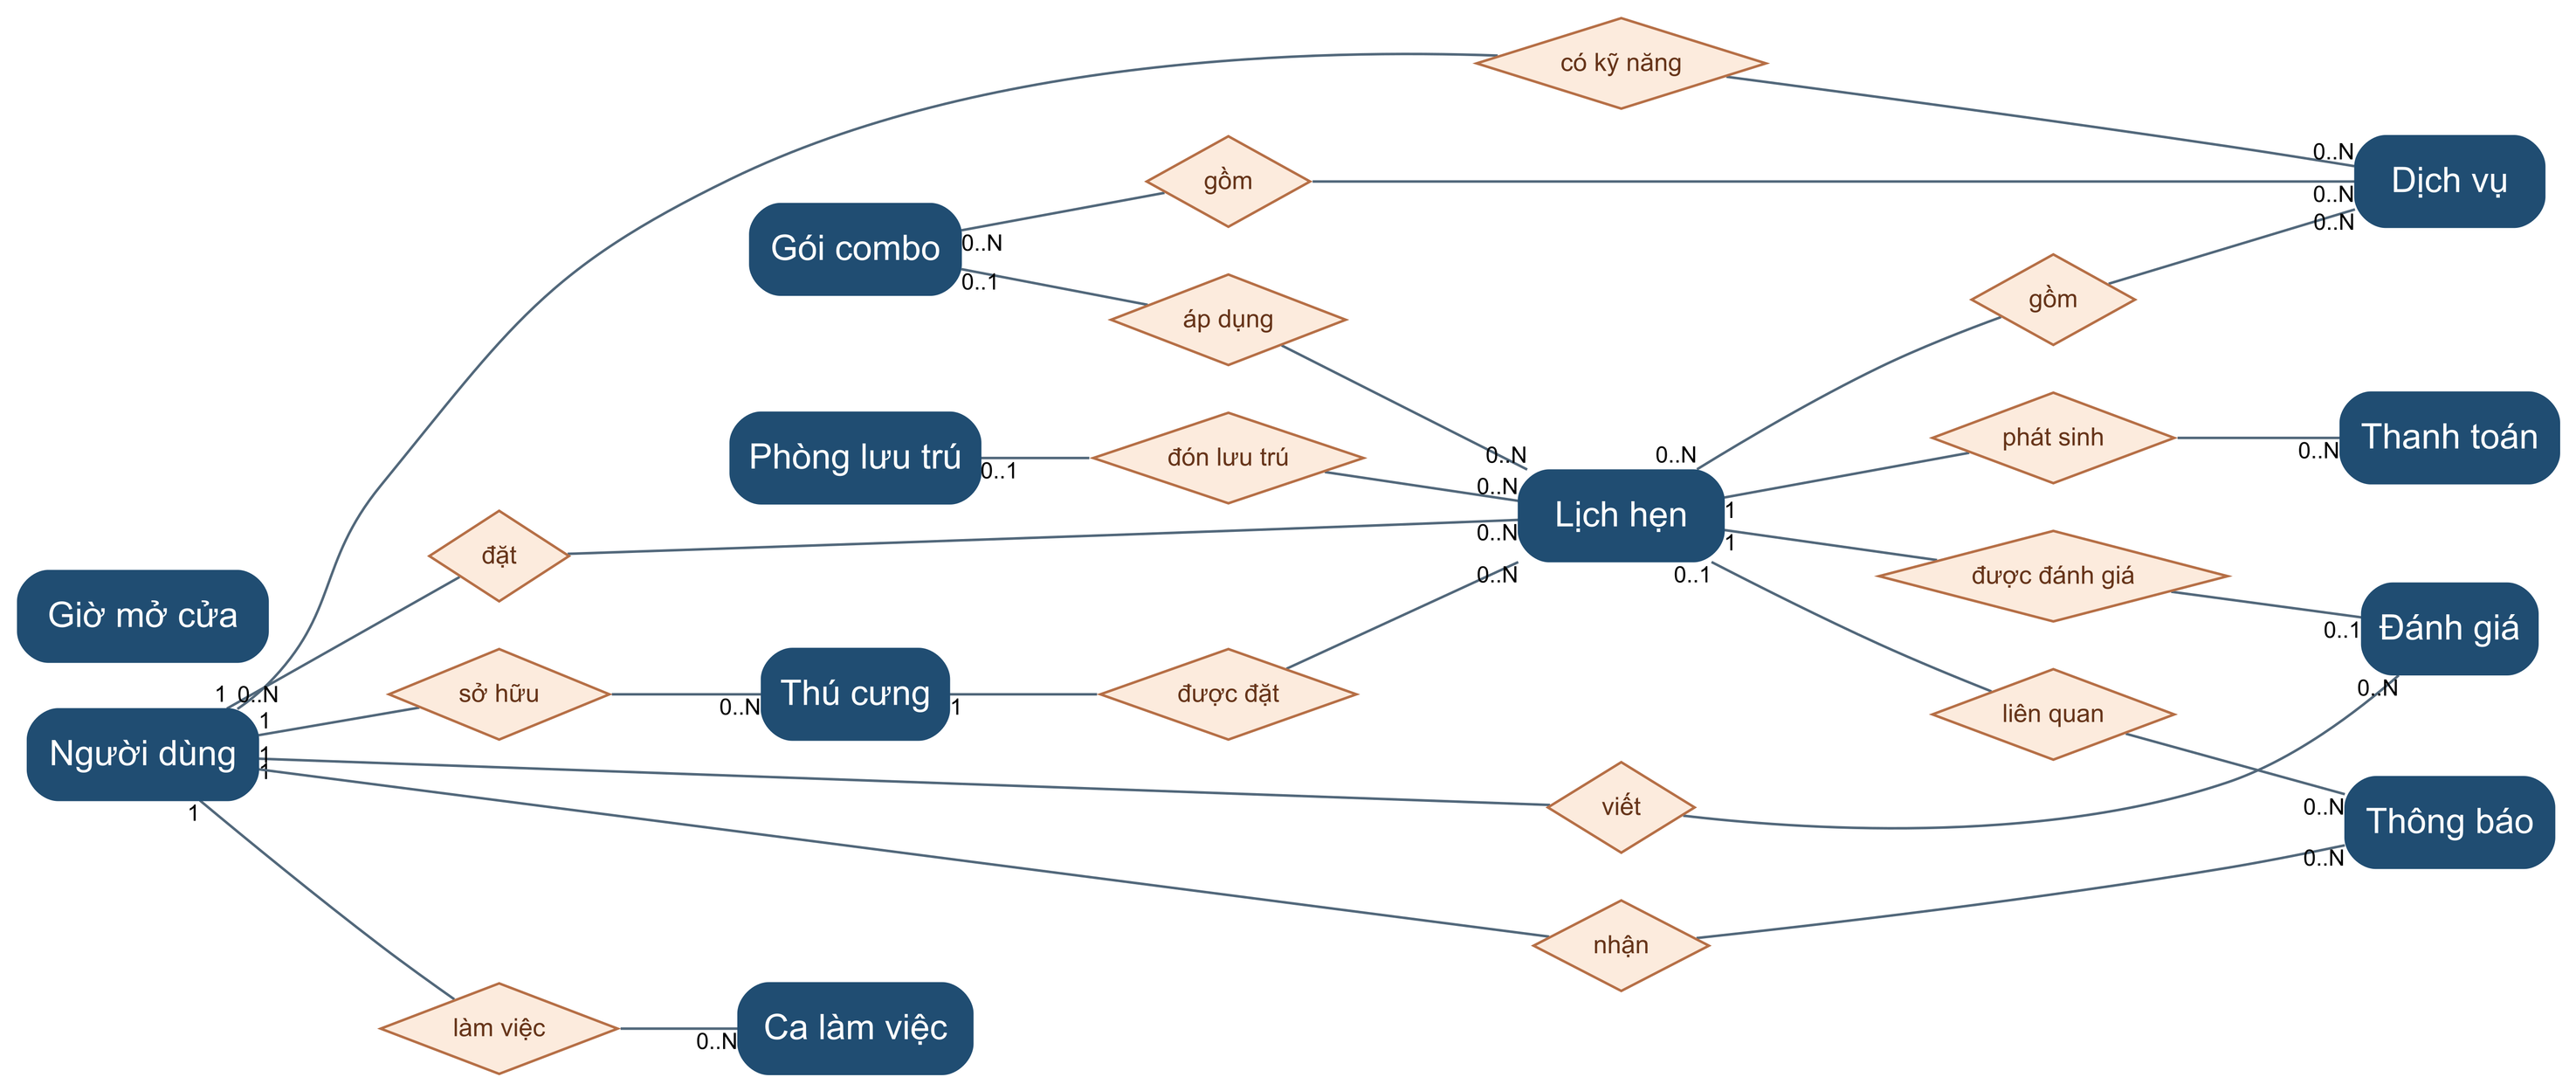 có kỹ năng
0..N
Dịch vụ
gồm
0..N
0..N
Gói combo
0..N
0..1
gồm
áp dụng
0..N
0..N
phát sinh
Thanh toán
0..N
Phòng lưu trú
0..1
đón lưu trú
0..N
Lịch hẹn
1
1
đặt
0..N
0..N
0..1
được đánh giá
Đánh giá
0..1
0..N
Giờ mở cửa
1
0..N
1
sở hữu
0..N
Thú cưng
1
được đặt
liên quan
Người dùng
1
1
1
viết
Thông báo
0..N
0..N
nhận
làm việc
0..N
Ca làm việc